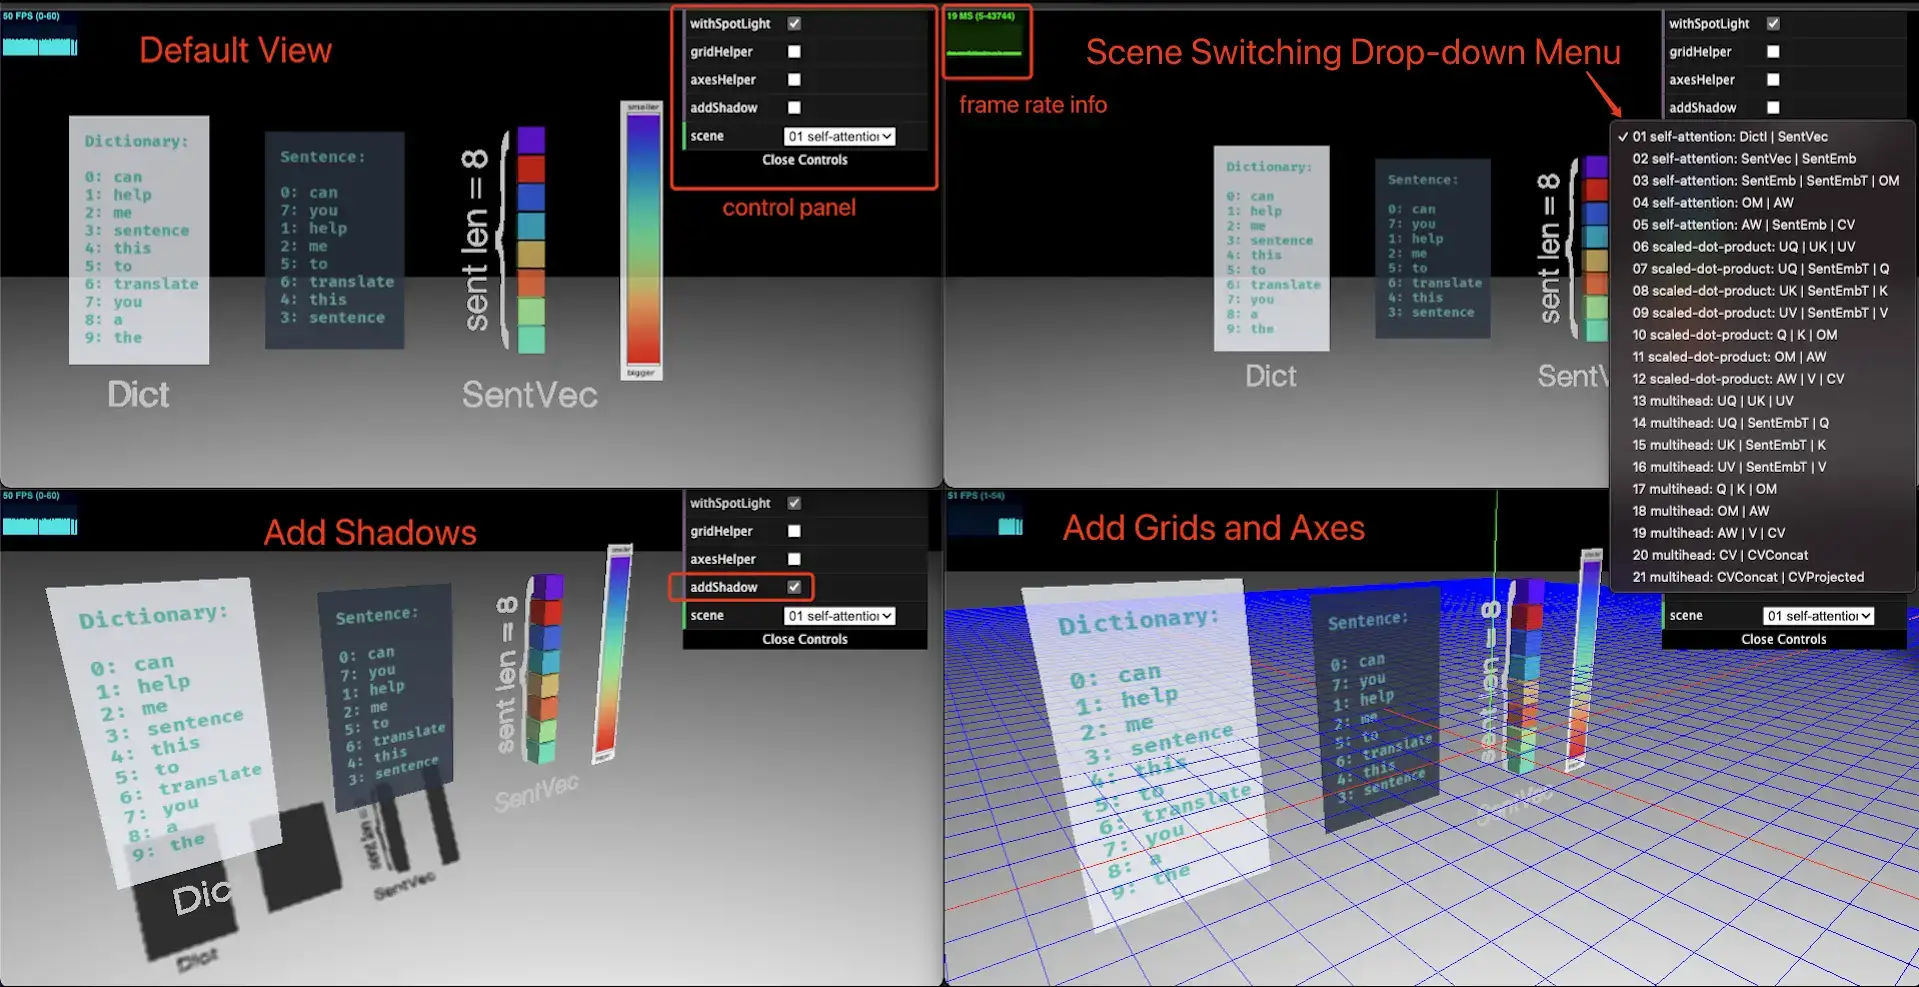 50 FPS (0-60)
Default View
Dictionary:
0: can
1: help
2: me
3: sentence
4: this
5: to
6: translate
7: you
8: a
9: the
Dict
Sentence:
0: can
7: you
1: help
2: me
5: to
6: translate
4: this
3: sentence
sent len = 8
SentVec
smaller
bigger
withSpotLight
gridHelper
axesHelper
addShadow
scene
01 self-attentio
Close Controls
control panel
19 MS (5-43744)
frame rate info
Scene Switching Drop-down Menu
Dictionary:
0: can
1: help
2: me
3: sentence
4: this
5: to
6: translate
7: you
8: a
9: the
Dict
Sentence:
0: can
7: you
1: help
2: me
5: to
6: translate
4: this
3: sentence
sent len = 8
SentV
withSpotLight
gridHelper
axesHelper
addShadow
✓ 01 self-attention: Dictl | SentVec
02 self-attention: SentVec | SentEmb
03 self-attention: SentEmb | SentEmbT | OM
04 self-attention: OM | AW
05 self-attention: AW | SentEmb | CV
06 scaled-dot-product: UQ | UK | UV
07 scaled-dot-product: UQ | SentEmbT | Q
08 scaled-dot-product: UK | SentEmbT | K
09 scaled-dot-product: UV | SentEmbT | V
10 scaled-dot-product: Q | K | OM
11 scaled-dot-product: OM | AW
12 scaled-dot-product: AW | V | CV
13 multihead: UQ | UK | UV
14 multihead: UQ | SentEmbT | Q
15 multihead: UK | SentEmbT | K
16 multihead: UV | SentEmbT | V
17 multihead: Q | K | OM
18 multihead: OM | AW
19 multihead: AW | V | CV
20 multihead: CV | CVConcat
21 multihead: CVConcat | CVProjected
50 FPS (0-60)
Add Shadows
Dictionary:
0: can
1: help
2: me
3: sentence
4: this
5: to
6: translate
7: you
8: a
9: the
Dic
Dict
Sentence:
0: can
7: you
1: help
2: me
5: to
6: translate
4: this
3: sentence
sent len =
SentVec
sent len = 8
SentVec
smaller
withSpotLight
gridHelper
axesHelper
addShadow
scene
01 self-attentio
Close Controls
51 FPS (1-54)
Add Grids and Axes
Dictionary:
0: can
1: help
2: me
3: sentence
4: this
5: to
6: translate
7: you
8: a
9: the
Sentence:
0: can
7: you
1: help
2: me
5: to
6: translate
4: this
3: sentence
sent len = 8
SentVec
scene
01 self-attentio
Close Controls